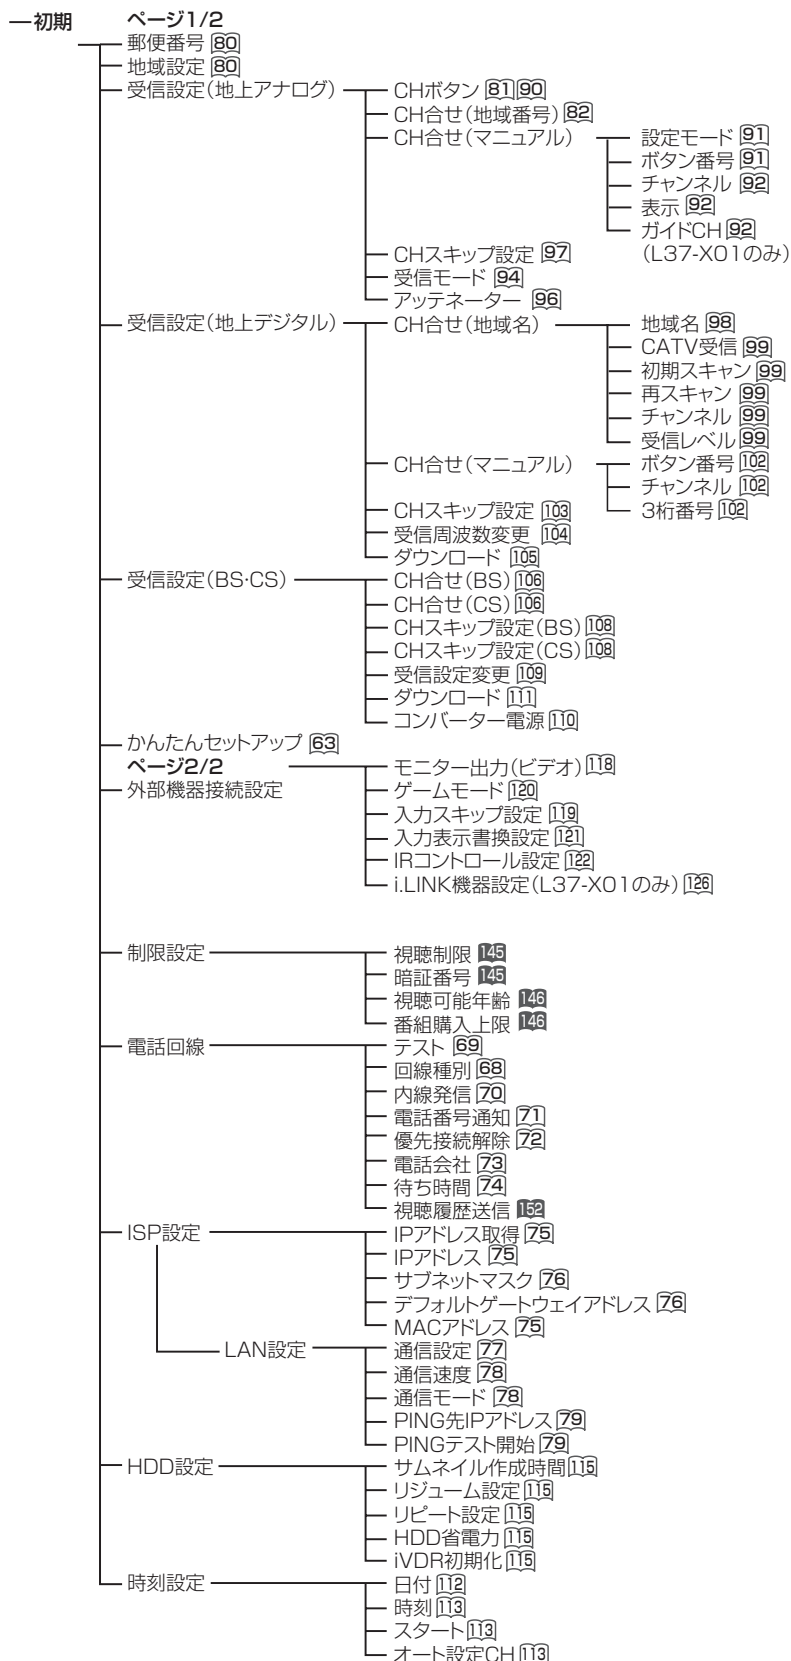 初期
ページ1/2
郵便番号 80
地域設定 80
受信設定(地上アナログ)
CHボタン 81 90
CH合せ(地域番号) 82
CH合せ(マニュアル)
設定モード 91
ボタン番号 91
チャンネル 92
表示 92
ガイドCH 92
(L37-X01のみ)
CHスキップ設定 97
受信モード 94
アッテネーター 96
受信設定(地上デジタル)
CH合せ(地域名)
地域名 98
CATV受信 99
初期スキャン 99
再スキャン 99
チャンネル 99
受信レベル 99
CH合せ(マニュアル)
ボタン番号 102
チャンネル 102
3桁番号 102
CHスキップ設定 103
受信周波数変更 104
ダウンロード 105
受信設定(BS·CS)
CH合せ(BS) 106
CH合せ(CS) 106
CHスキップ設定(BS) 108
CHスキップ設定(CS) 108
受信設定変更 109
ダウンロード 111
コンバーター電源 110
かんたんセットアップ 63
ページ2/2
外部機器接続設定
モニター出力(ビデオ) 118
ゲームモード 120
入力スキップ設定 119
入力表示書換設定 121
IRコントロール設定 122
i.LINK機器設定(L37-X01のみ) 126
制限設定
視聴制限 145
暗証番号 145
視聴可能年齢 146
番組購入上限 146
電話回線
テスト 69
回線種別 68
内線発信 70
電話番号通知 71
優先接続解除 72
電話会社 73
待ち時間 74
視聴履歴送信 152
ISP設定
IPアドレス取得 75
IPアドレス 75
サブネットマスク 76
デフォルトゲートウェイアドレス 76
MACアドレス 75
LAN設定
通信設定 77
通信速度 78
通信モード 78
PING先IPアドレス 79
PINGテスト開始 79
HDD設定
サムネイル作成時間 115
リジューム設定 115
リピート設定 115
HDD省電力 115
iVDR初期化 115
時刻設定
日付 112
時刻 113
スタート 113
オート設定CH 113